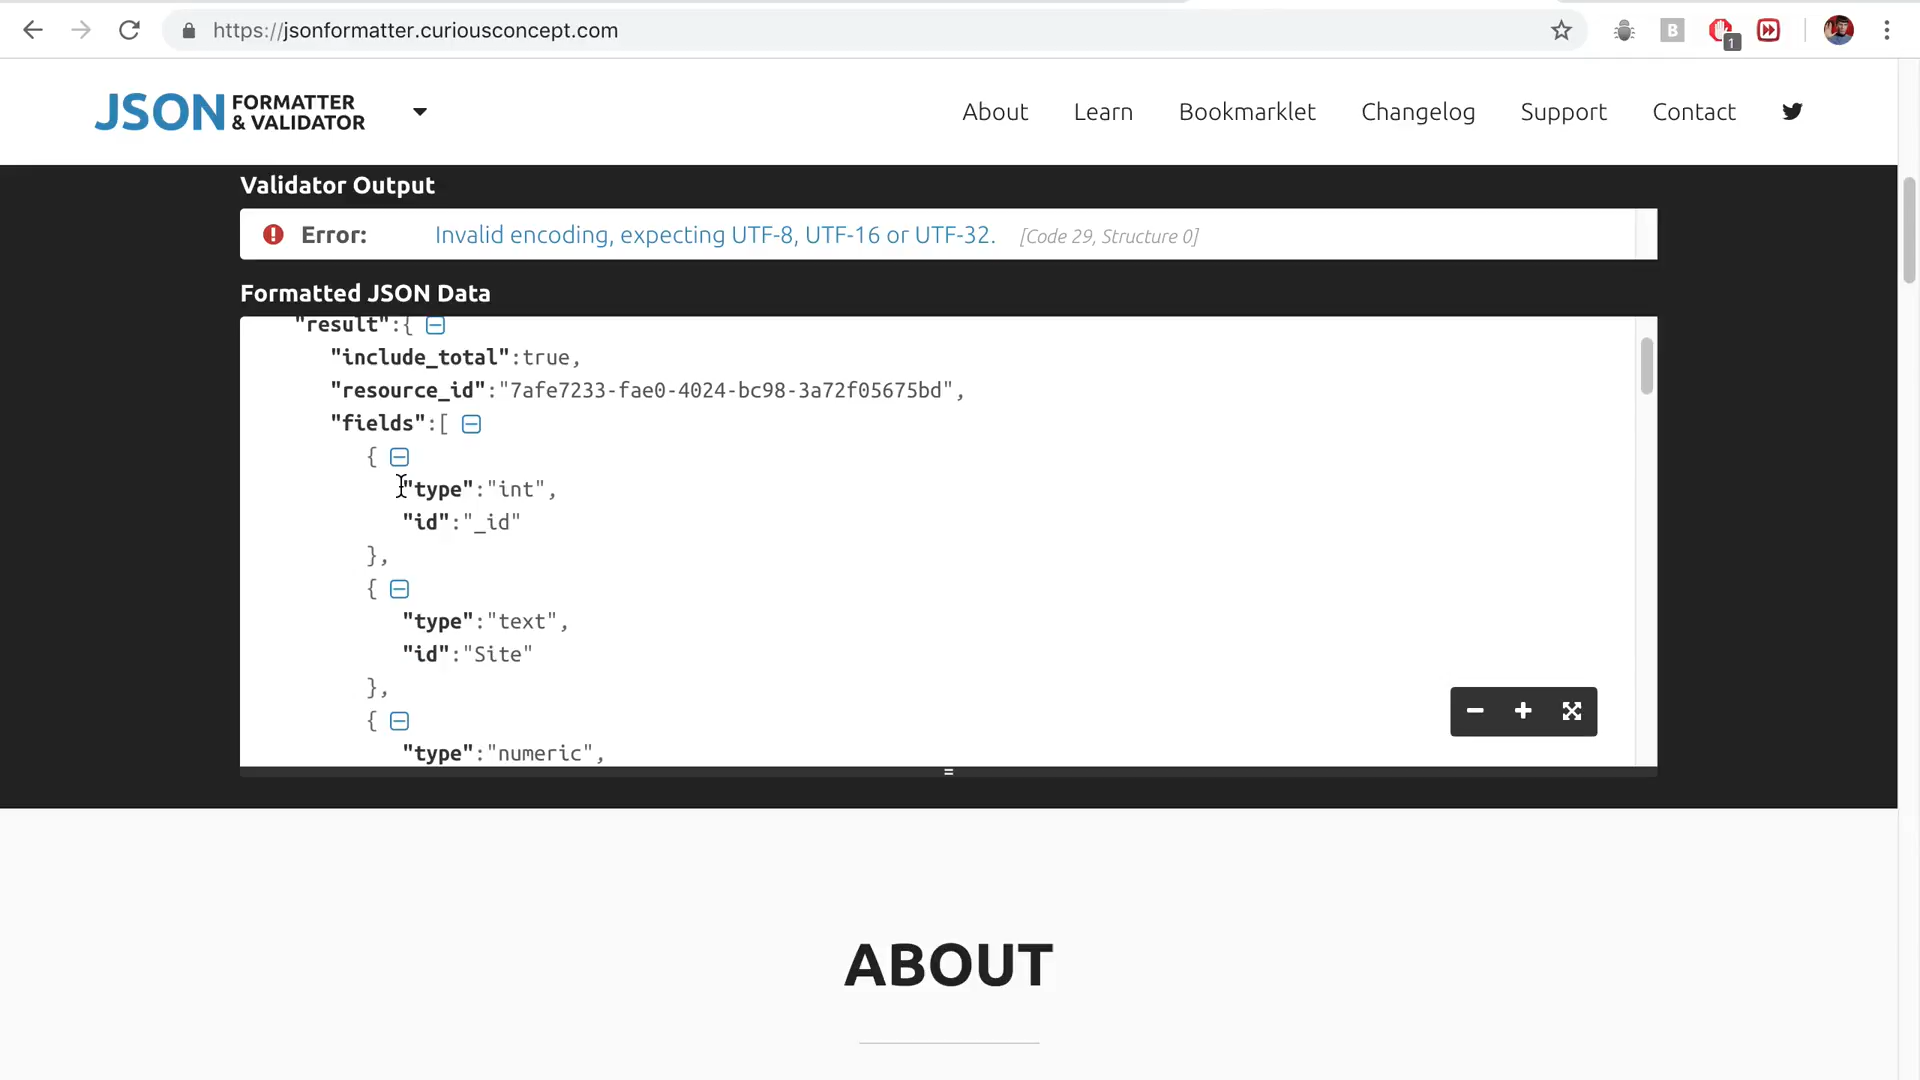 https://jsonformatter.curiousconcept.com
B
1
JSON FORMATTER & VALIDATOR
About Learn Bookmarklet Changelog Support Contact
Validator Output
Error: Invalid encoding, expecting UTF-8, UTF-16 or UTF-32. [Code 29, Structure 0]
Formatted JSON Data
"result":{
"include_total":true,
"resource_id":"7afe7233-fae0-4024-bc98-3a72f05675bd",
"fields":[
{
"type":"int",
"id":"_id"
},
{
"type":"text",
"id":"Site"
},
{
"type":"numeric",
ABOUT